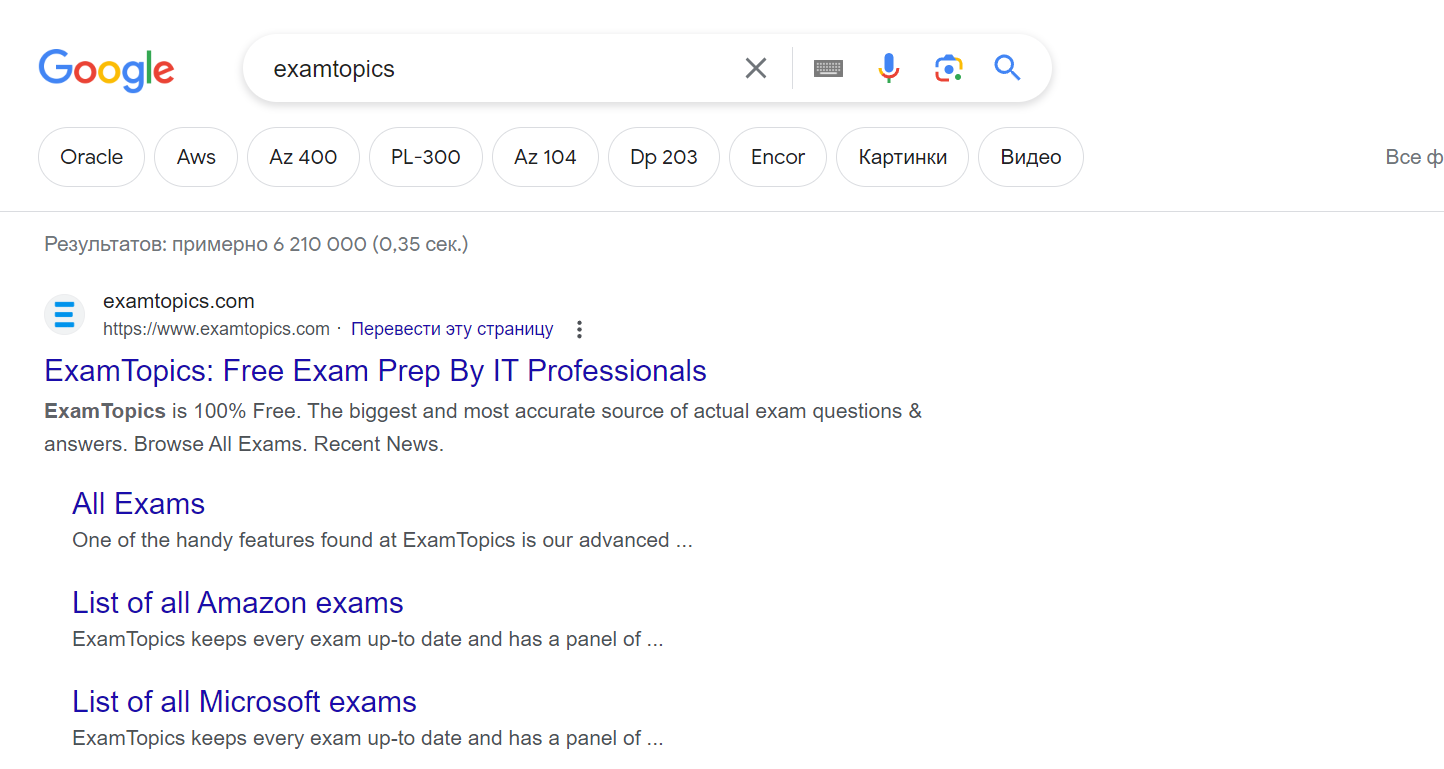 Google
examtopics
Oracle Aws Az 400 PL-300 Az 104 Dp 203 Encor Картинки Видео Все ф
Результатов: примерно 6 210 000 (0,35 сек.)
examtopics.com
https://www.examtopics.com · Перевести эту страницу
ExamTopics: Free Exam Prep By IT Professionals
ExamTopics is 100% Free. The biggest and most accurate source of actual exam questions &
answers. Browse All Exams. Recent News.
All Exams
One of the handy features found at ExamTopics is our advanced ...
List of all Amazon exams
ExamTopics keeps every exam up-to date and has a panel of ...
List of all Microsoft exams
ExamTopics keeps every exam up-to date and has a panel of ...